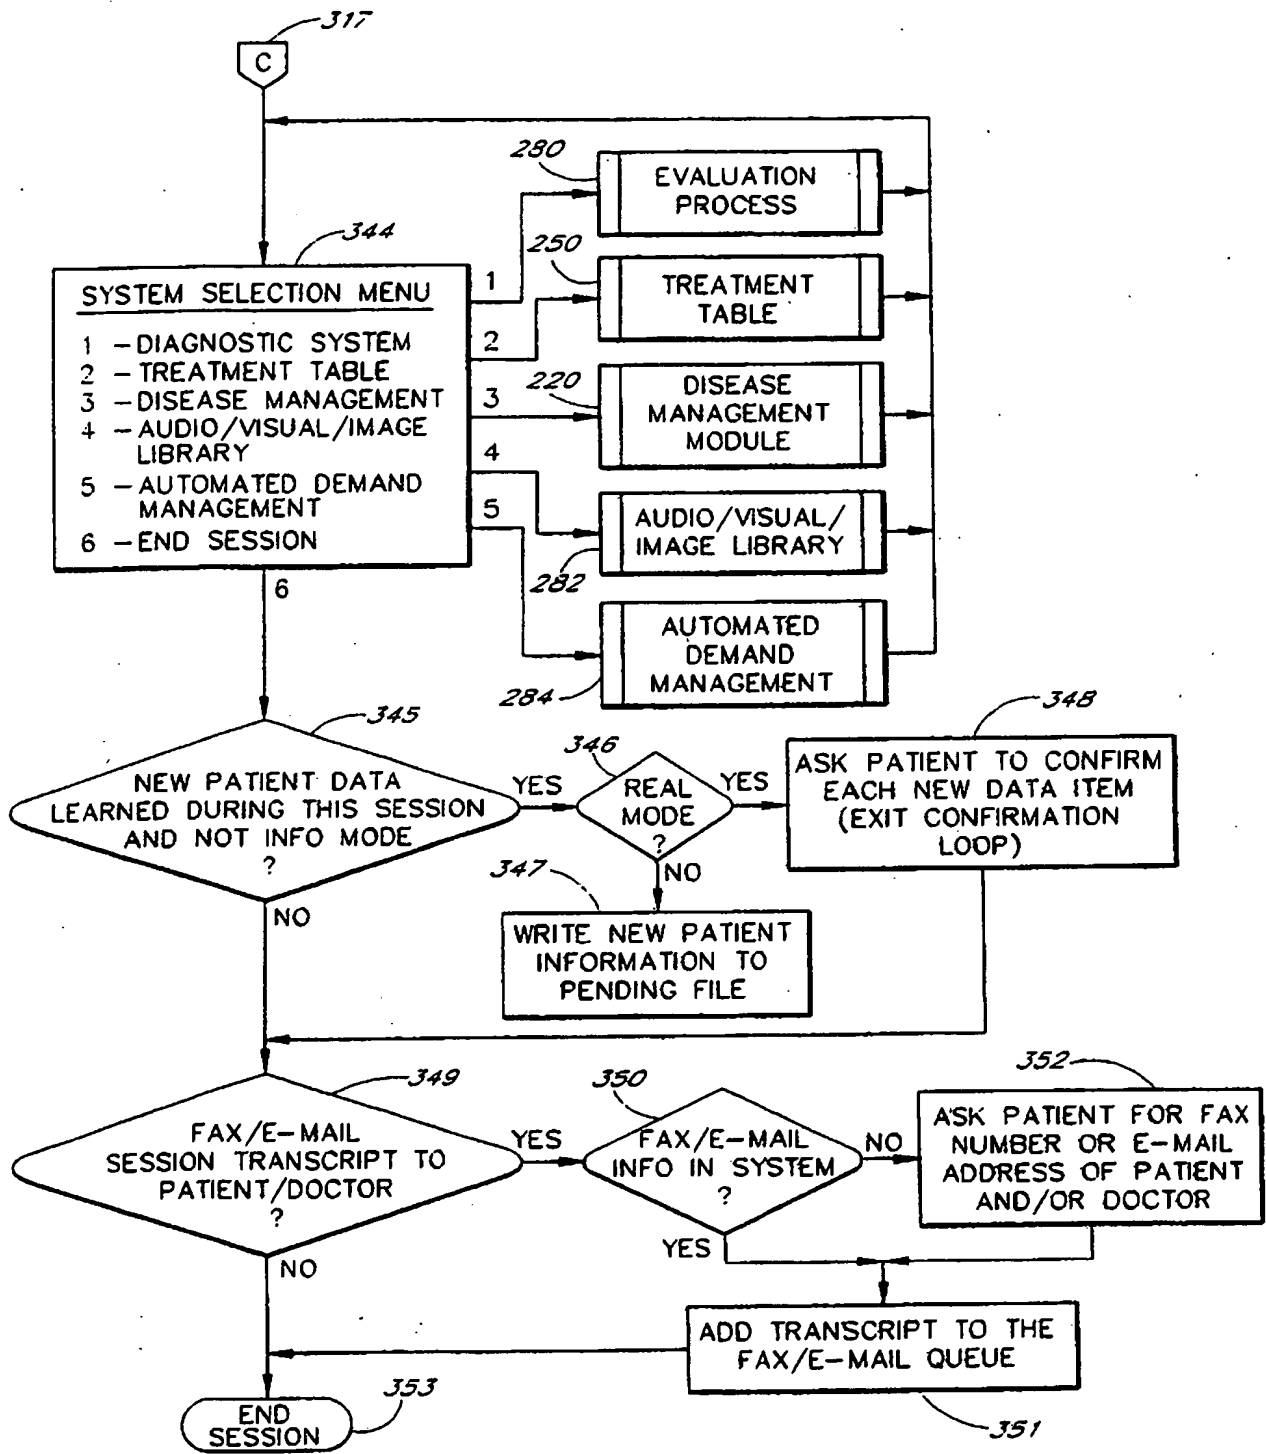 317
C
280
EVALUATION
PROCESS
344
250
SYSTEM SELECTION MENU
1 – DIAGNOSTIC SYSTEM
2 – TREATMENT TABLE
3 – DISEASE MANAGEMENT
4 – AUDIO/VISUAL/IMAGE
LIBRARY
5 – AUTOMATED DEMAND
MANAGEMENT
6 – END SESSION
1
2
3
4
5
6
TREATMENT
TABLE
220
DISEASE
MANAGEMENT
MODULE
AUDIO/VISUAL/
IMAGE LIBRARY
282
AUTOMATED
DEMAND
MANAGEMENT
284
345
NEW PATIENT DATA
LEARNED DURING THIS SESSION
AND NOT INFO MODE
?
YES
NO
346
REAL
MODE
?
YES
NO
348
ASK PATIENT TO CONFIRM
EACH NEW DATA ITEM
(EXIT CONFIRMATION
LOOP)
347
WRITE NEW PATIENT
INFORMATION TO
PENDING FILE
349
FAX/E–MAIL
SESSION TRANSCRIPT TO
PATIENT/DOCTOR
?
YES
NO
350
FAX/E–MAIL
INFO IN SYSTEM
?
NO
YES
352
ASK PATIENT FOR FAX
NUMBER OR E–MAIL
ADDRESS OF PATIENT
AND/OR DOCTOR
ADD TRANSCRIPT TO THE
FAX/E–MAIL QUEUE
351
353
END
SESSION